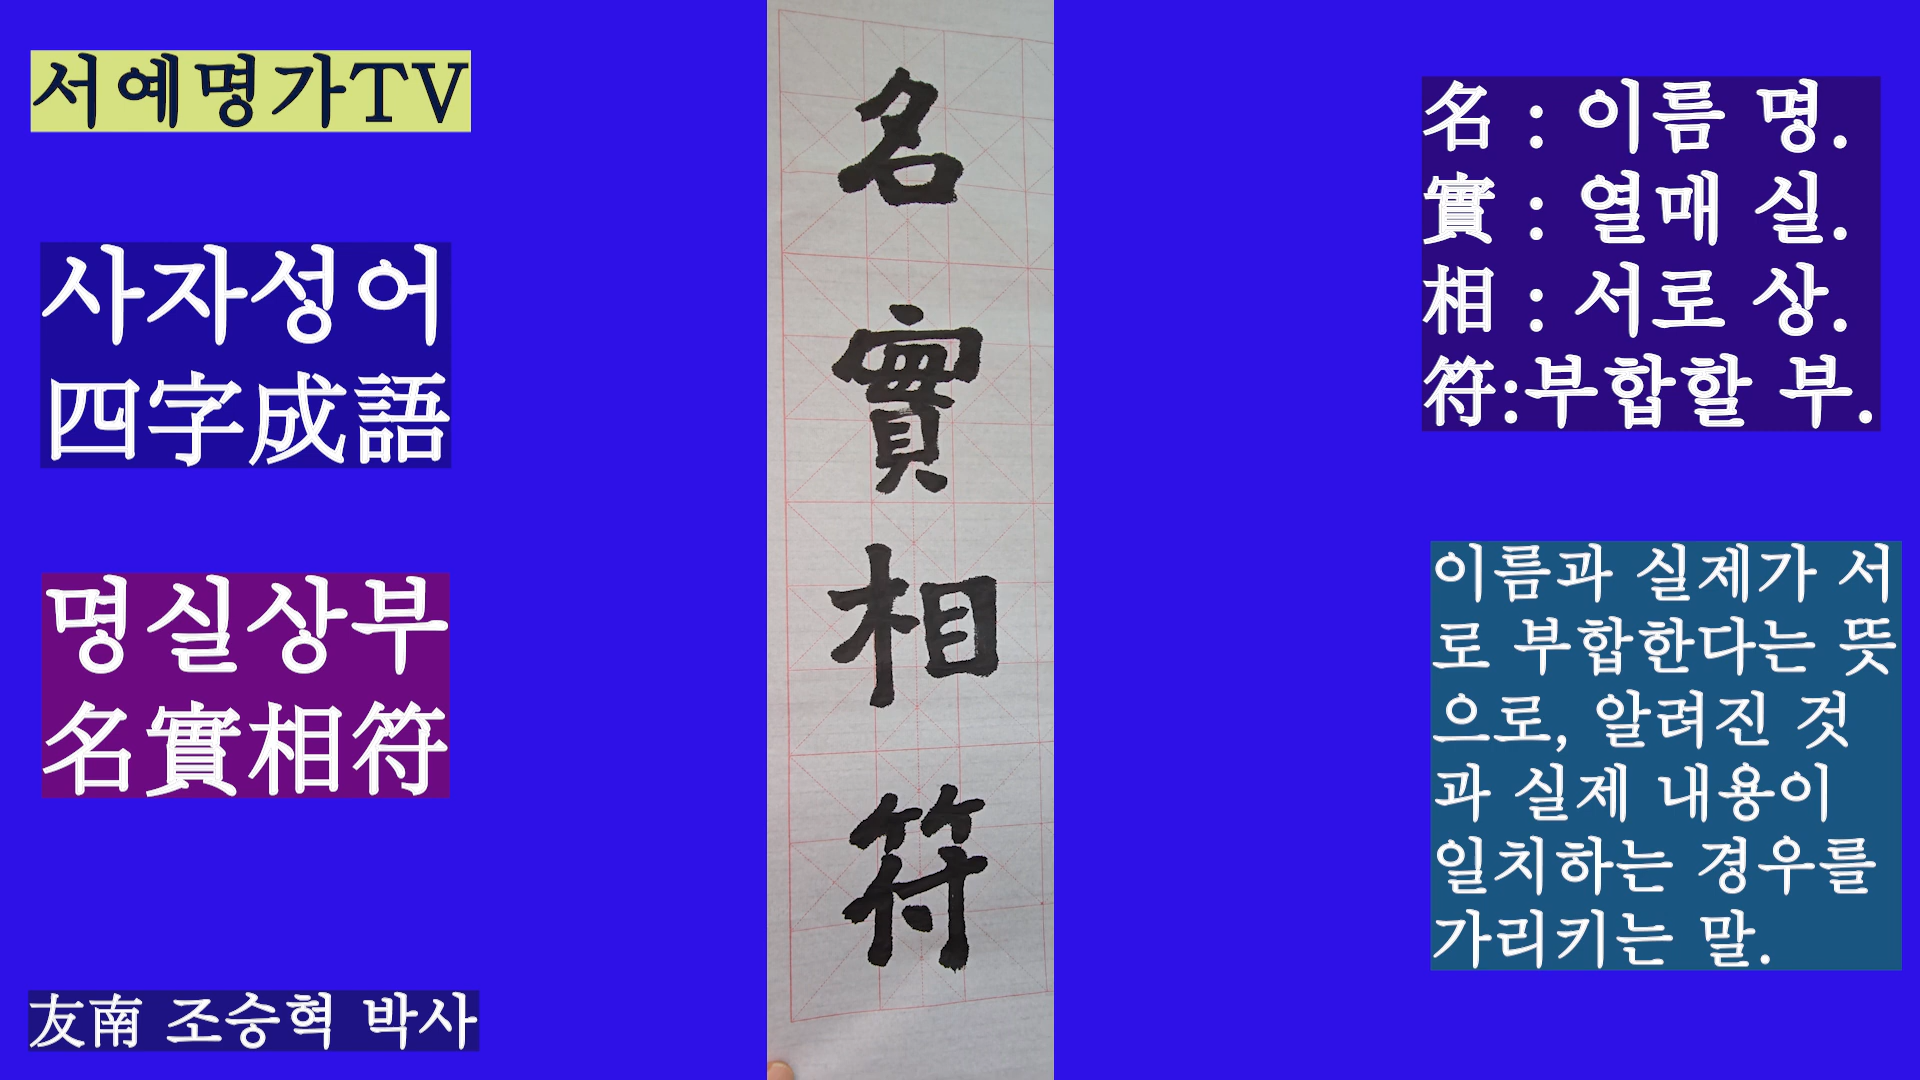 서예명가TV
사자성어
四字成語
명실상부
名實相符
友南 조승혁 박사
名
實
相
符
名 : 이름 명.
實 : 열매 실.
相 : 서로 상.
符:부합할 부.
이름과 실제가 서
로 부합한다는 뜻
으로, 알려진 것
과 실제 내용이
일치하는 경우를
가리키는 말.